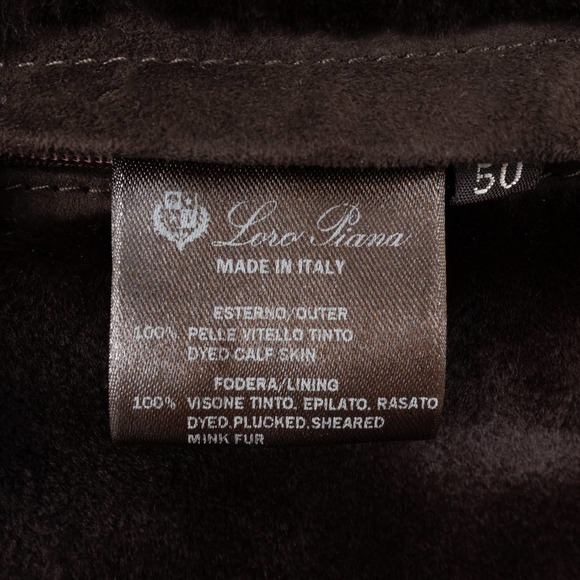 50
Loro Piana
MADE IN ITALY
ESTERNO/OUTER
100% PELLE VITELLO TINTO
DYED CALF SKIN
FODERA/LINING
100% VISONE TINTO, EPILATO, RASATO
DYED, PLUCKED, SHEARED
MINK FUR